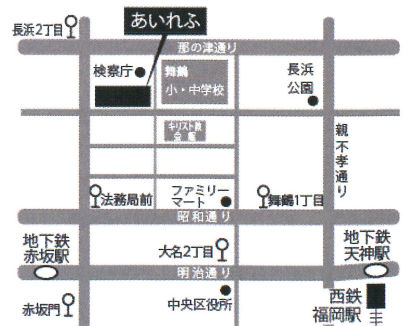 あいれふ
長浜2丁目
那の津通り
検察庁
舞鶴
小・中学校
長浜
公園
キリスト教
会館
親不孝通り
法務局前
ファミリー
マート
舞鶴1丁目
昭和通り
地下鉄
赤坂駅
大名2丁目
地下鉄
天神駅
明治通り
赤坂門
中央区役所
西鉄
福岡駅